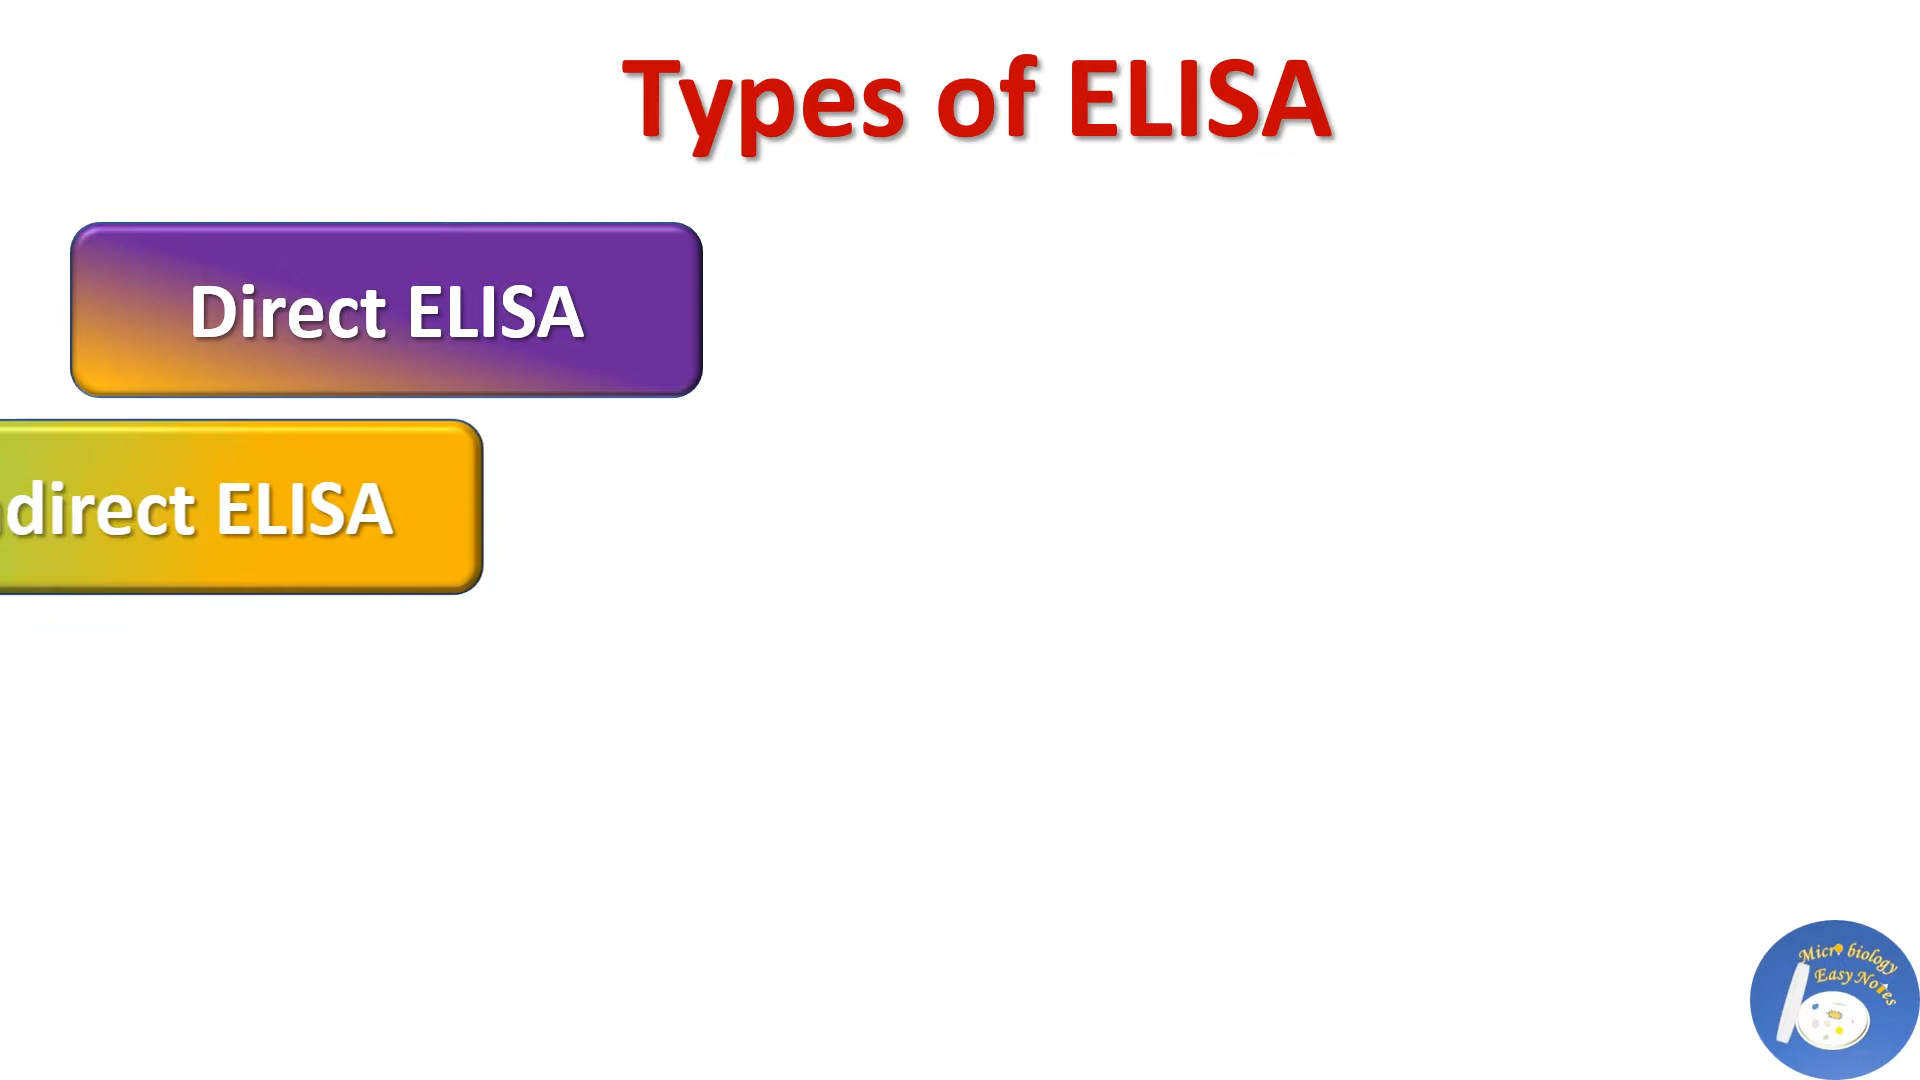 Types of ELISA
Direct ELISA
direct ELISA
Micro biology
Easy Notes